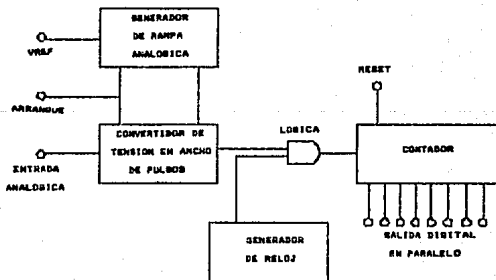 GENERADOR
DE RAMPA
ANALOGICA
VREF
ARRANQUE
RESET
CONVERTIDOR DE
TENSION EN ANCHO
DE PULSOS
LOGICA
CONTADOR
ENTRADA
ANALOGICA
SALIDA DIGITAL
EN PARALELO
GENERADOR
DE RELOJ